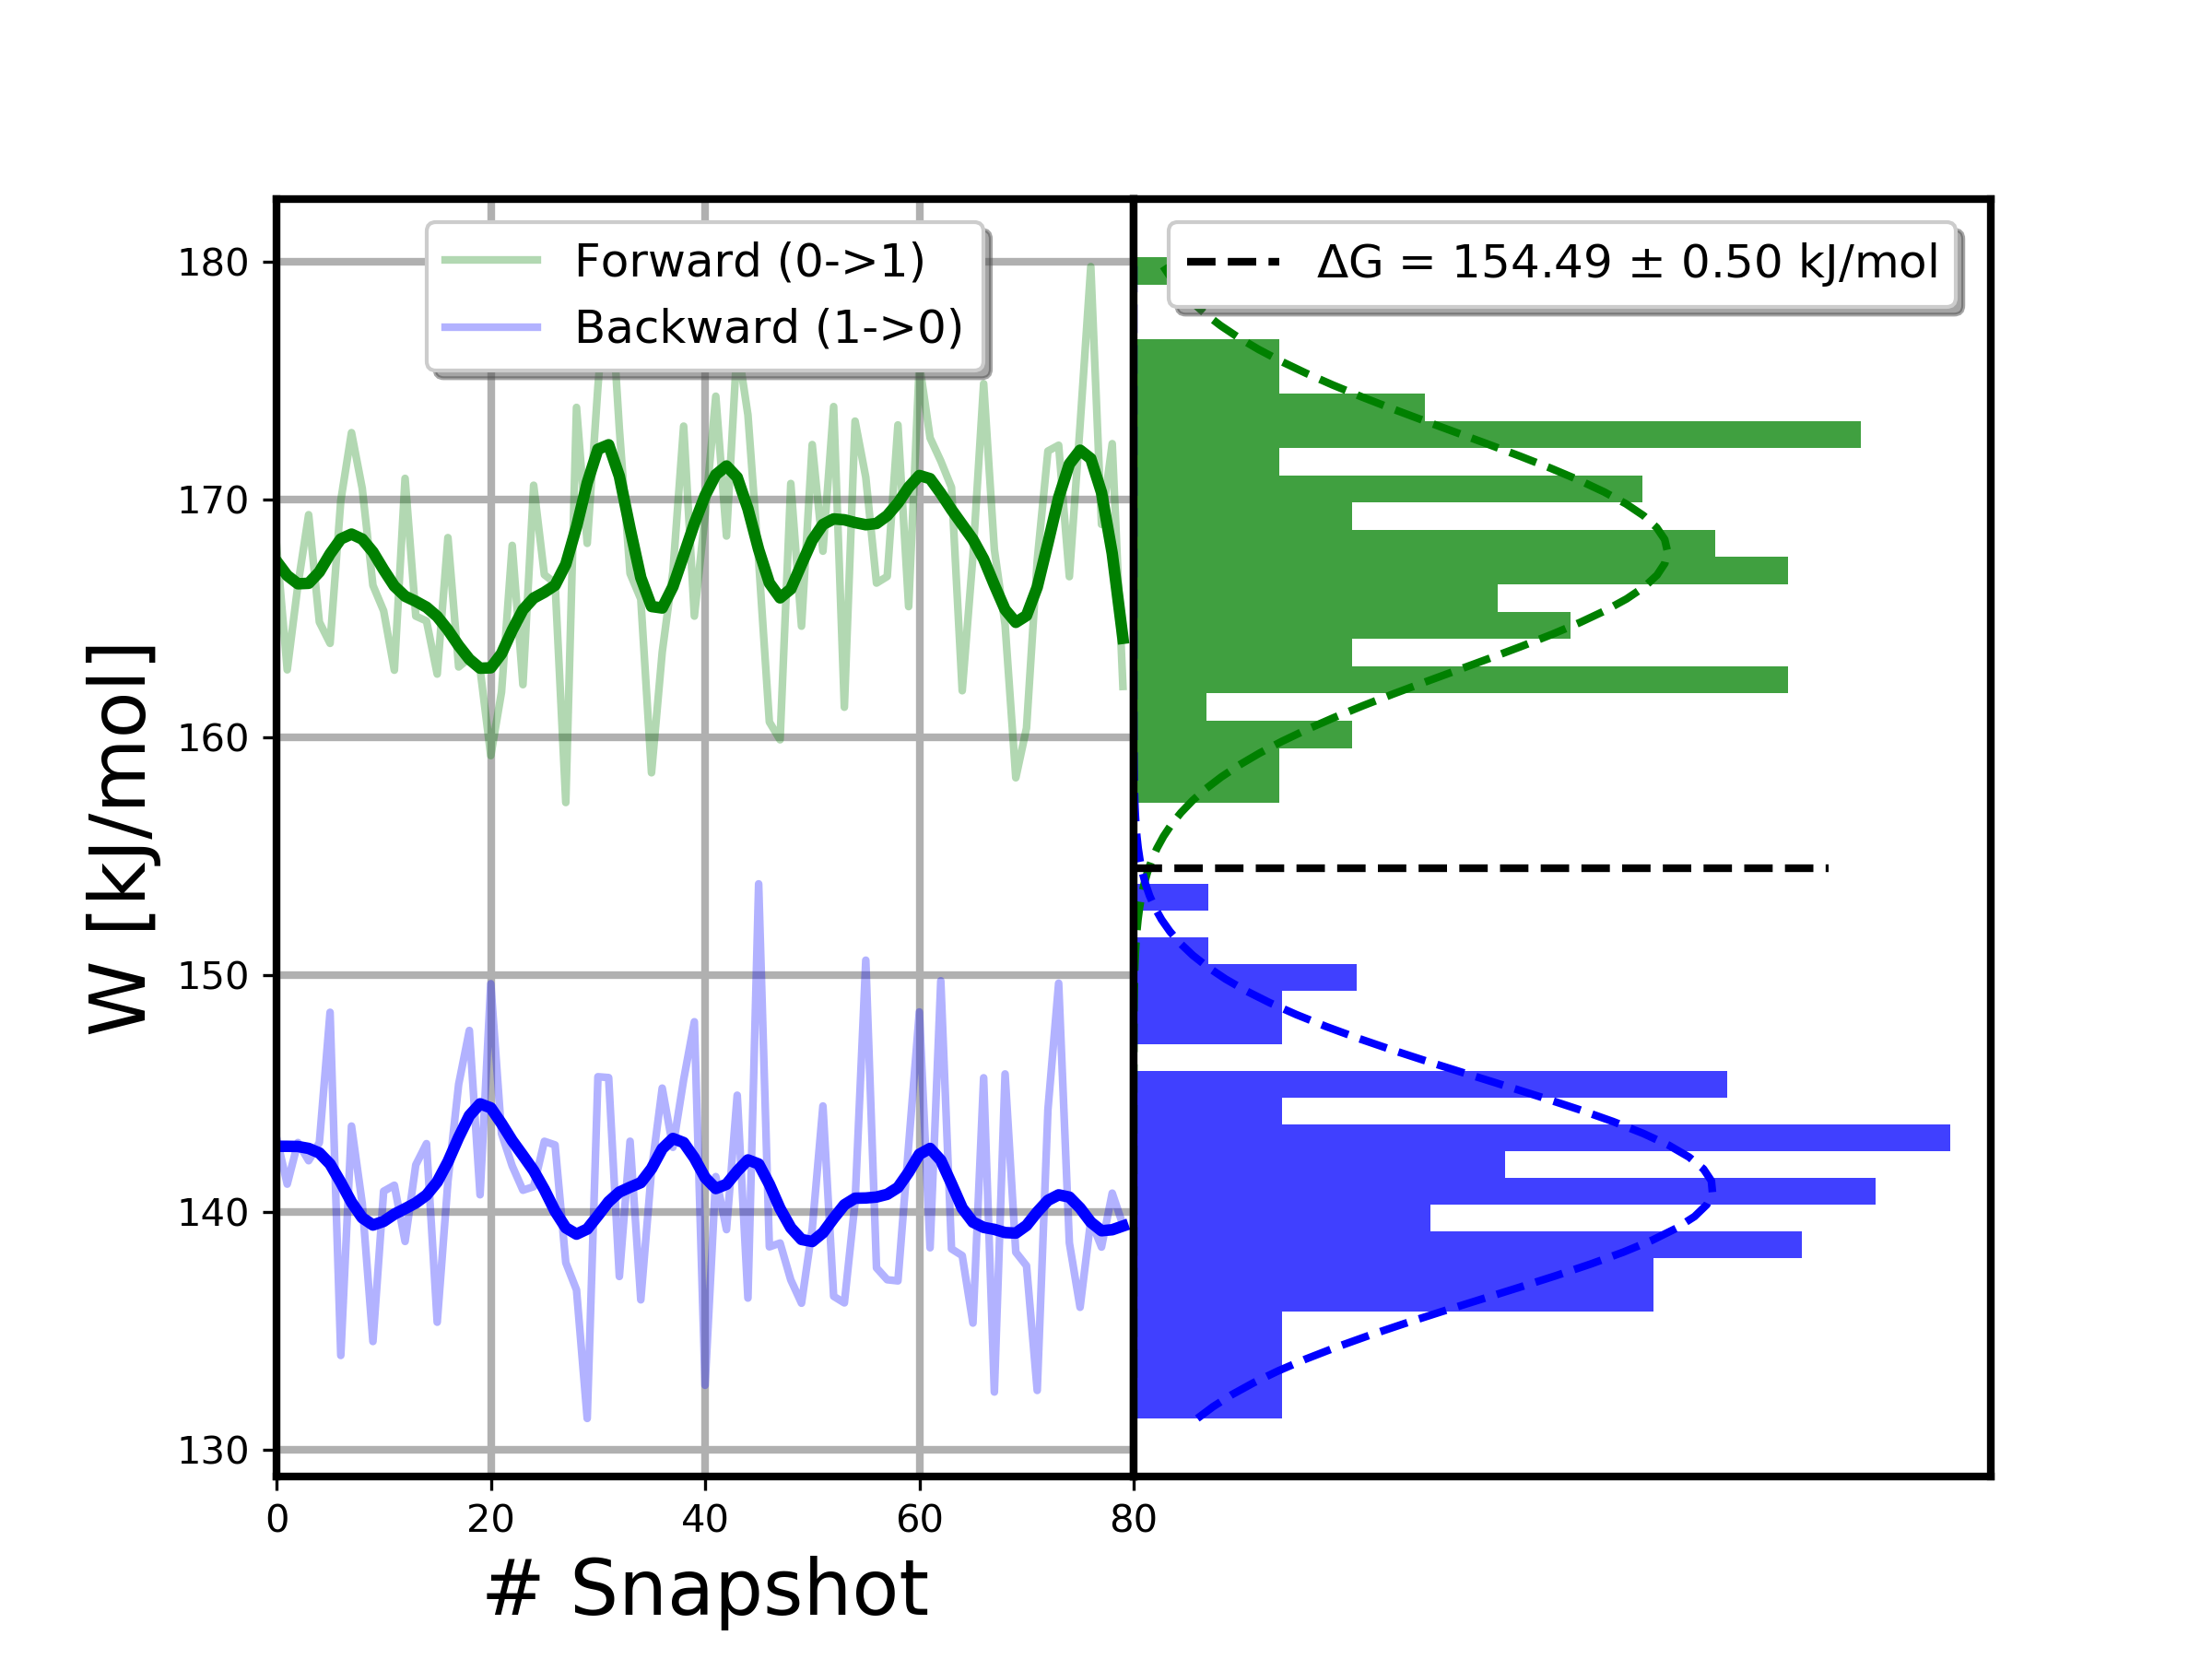 Forward (0->1)
Backward (1->0)
ΔG = 154.49 ± 0.50 kJ/mol
W [kJ/mol]
180
170
160
150
140
130
0 20 40 60 80
# Snapshot